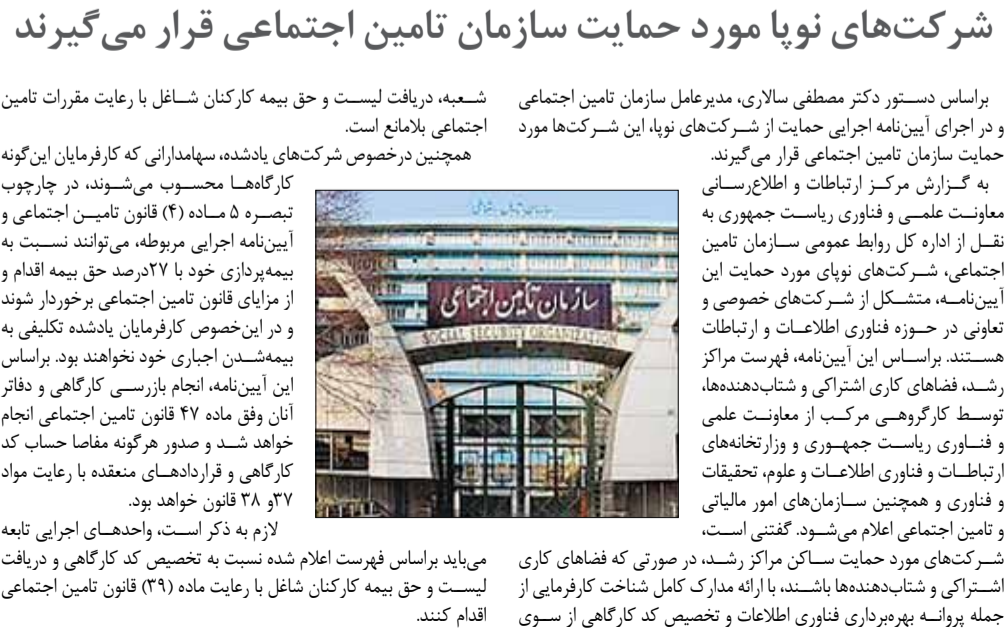 شرکت‌های نوپا مورد حمایت سازمان تامین اجتماعی قرار می‌گیرند
براساس دستور دکتر مصطفی سالاری، مدیرعامل سازمان تامین اجتماعی
و در اجرای آیین‌نامه اجرایی حمایت از شرکت‌های نوپا، این شرکت‌ها مورد
حمایت سازمان تامین اجتماعی قرار می‌گیرند.
به گزارش مرکز ارتباطات و اطلاع‌رسانی
معاونت علمی و فناوری ریاست جمهوری به
نقل از اداره کل روابط عمومی سازمان تامین
اجتماعی، شرکت‌های نوپای مورد حمایت این
آیین‌نامه، متشکل از شرکت‌های خصوصی و
تعاونی در حوزه فناوری اطلاعات و ارتباطات
هستند. براساس این آیین‌نامه، فهرست مراکز
رشد، فضاهای کاری اشتراکی و شتاب‌دهنده‌ها،
توسط کارگروهی مرکب از معاونت علمی
و فناوری ریاست جمهوری و وزارتخانه‌های
ارتباطات و فناوری اطلاعات و علوم، تحقیقات
و فناوری و همچنین سازمان‌های امور مالیاتی
و تامین اجتماعی اعلام می‌شود. گفتنی است،
شرکت‌های مورد حمایت ساکن مراکز رشد، در صورتی که فضاهای کاری
اشتراکی و شتاب‌دهنده‌ها باشند، با ارائه مدارک کامل شناخت کارفرمایی از
جمله پروانه بهره‌برداری فناوری اطلاعات و تخصیص کد کارگاهی از سوی
شعبه، دریافت لیست و حق بیمه کارکنان شاغل با رعایت مقررات تامین
اجتماعی بلامانع است.
همچنین درخصوص شرکت‌های یادشده، سهامدارانی که کارفرمایان این‌گونه
کارگاه‌ها محسوب می‌شوند، در چارچوب
تبصره ۵ ماده (۴) قانون تامین اجتماعی و
آیین‌نامه اجرایی مربوطه، می‌توانند نسبت به
بیمه‌پردازی خود با ۲۷درصد حق بیمه اقدام و
از مزایای قانون تامین اجتماعی برخوردار شوند
و در این‌خصوص کارفرمایان یادشده تکلیفی به
بیمه‌شدن اجباری خود نخواهند بود. براساس
این آیین‌نامه، انجام بازرسی کارگاهی و دفاتر
آنان وفق ماده ۴۷ قانون تامین اجتماعی انجام
خواهد شد و صدور هرگونه مفاصا حساب کد
کارگاهی و قراردادهای منعقده با رعایت مواد
۳۷و ۳۸ قانون خواهد بود.
لازم به ذکر است، واحدهای اجرایی تابعه
می‌باید براساس فهرست اعلام شده نسبت به تخصیص کد کارگاهی و دریافت
لیست و حق بیمه کارکنان شاغل با رعایت ماده (۳۹) قانون تامین اجتماعی
اقدام کنند.
سازمان تأمین اجتماعی
سازمان تأمین اجتماعی
SOCIAL SECURITY ORGANIZATION